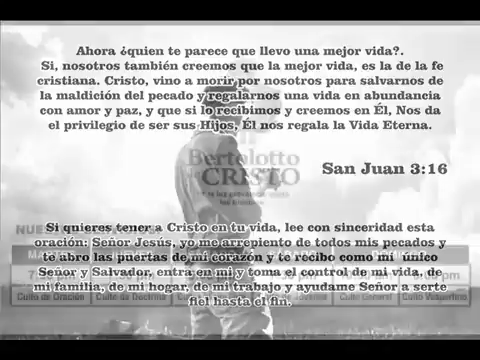 Ahora ¿quien te parece que llevo una mejor vida?.
Si, nosotros también creemos que la mejor vida, es la de la fe
cristiana. Cristo, vino a morir por nosotros para salvarnos de
la maldición del pecado y regalarnos una vida en abundancia
con amor y paz, y que si lo recibimos y creemos en Él, Nos da
el privilegio de ser sus Hijos, Él nos regala la Vida Eterna.
Bertolotto
CRISTO
San Juan 3:16
Si quieres tener a Cristo en tu vida, lee con sinceridad esta
oración: Señor Jesús, yo me arrepiento de todos mis pecados y
te abro las puertas de mi corazón y te recibo como mi único
Señor y Salvador, entra en mi y toma el control de mi vida, de
mi familia, de mi hogar, de mi trabajo y ayudame Señor a serte
fiel hasta el fin.
Culto de Oración
Culto General
Culto Vespertino